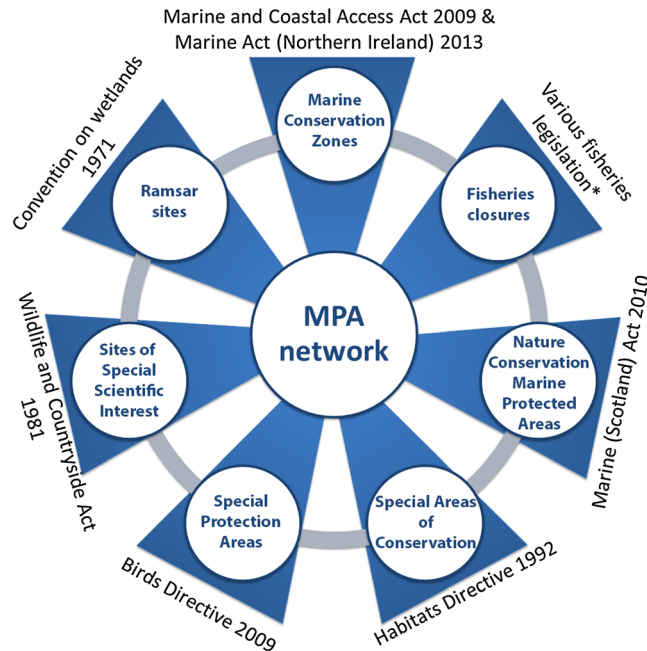 Marine and Coastal Access Act 2009 &
Marine Act (Northern Ireland) 2013
Marine
Conservation
Zones
Various fisheries
legislation*
Fisheries
closures
Marine (Scotland) Act 2010
Nature
Conservation
Marine
Protected
Areas
Habitats Directive 1992
Special Areas
of
Conservation
Birds Directive 2009
Special
Protection
Areas
Wildlife and Countryside Act
1981
Sites of
Special
Scientific
Interest
Convention on wetlands
1971
Ramsar
sites
MPA
network